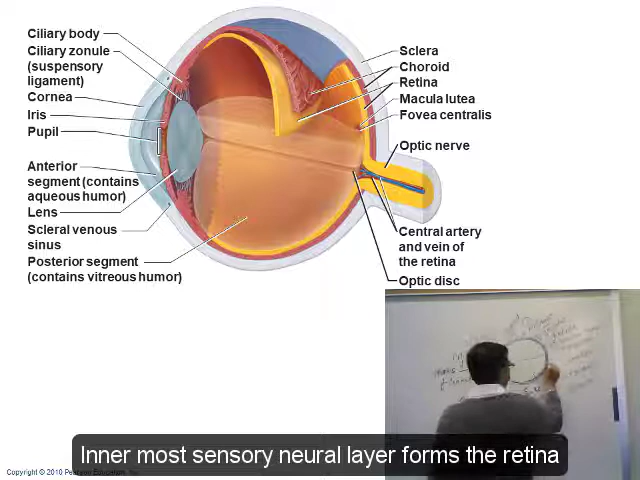 Ciliary body
Ciliary zonule
(suspensory
ligament)
Cornea
Iris
Pupil
Anterior
segment (contains
aqueous humor)
Lens
Scleral venous
sinus
Posterior segment
(contains vitreous humor)
Sclera
Choroid
Retina
Macula lutea
Fovea centralis
Optic nerve
Central artery
and vein of
the retina
Optic disc
Inner most sensory neural layer forms the retina
Copyright © 2010 Pearson Education, Inc.